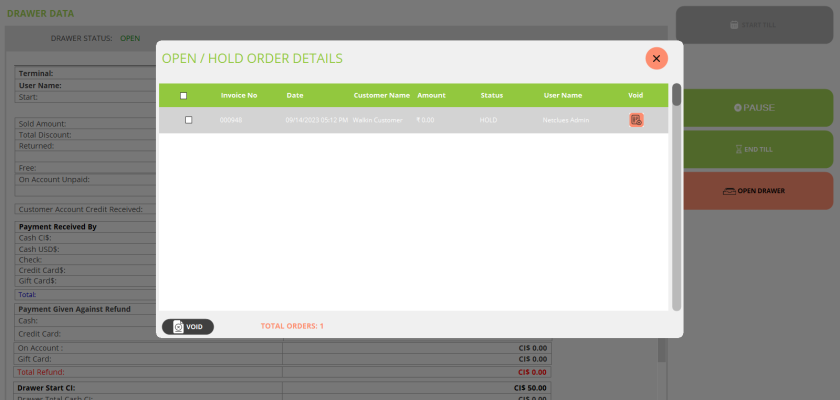 DRAWER DATA
START TILL
DRAWER STATUS: OPEN
OPEN / HOLD ORDER DETAILS
Terminal:
User Name:
Start:
Invoice No Date Customer Name Amount Status User Name Void
PAUSE
Sold Amount:
000948 09/14/2023 05:12 PM Walkin Customer ₹ 0.00 HOLD Netclues Admin
Total Discount:
Returned:
END TILL
Free:
On Account Unpaid:
OPEN DRAWER
Customer Account Credit Received:
Payment Received By
Cash CI$:
Cash USD$:
Check:
Credit Card$:
Gift Card$:
Total:
Payment Given Against Refund
Cash:
VOID TOTAL ORDERS: 1
Credit Card:
On Account : CI$ 0.00
Gift Card: CI$ 0.00
Total Refund: CI$ 0.00
Drawer Start CI: CI$ 50.00
Drawer Total Cash CI: CI$ 0.00